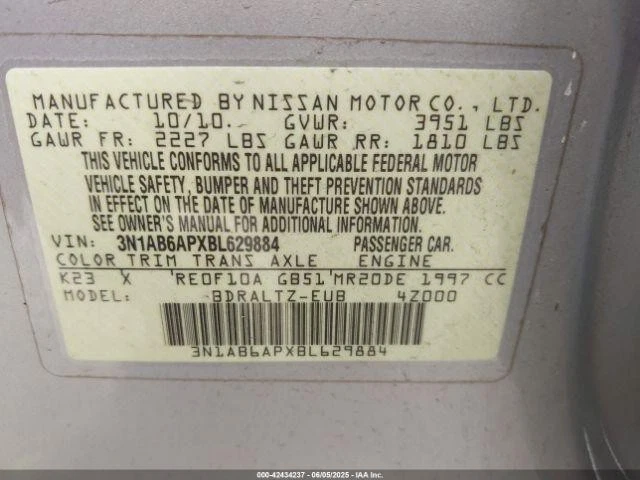 MANUFACTURED BY NISSAN MOTOR CO., LTD.
DATE: 10/10. GVWR: 3951 LBS
GAWR FR: 2227 LBS GAWR RR: 1810 LBS
THIS VEHICLE CONFORMS TO ALL APPLICABLE FEDERAL MOTOR
VEHICLE SAFETY, BUMPER AND THEFT PREVENTION STANDARDS
IN EFFECT ON THE DATE OF MANUFACTURE SHOWN ABOVE.
SEE OWNER'S MANUAL FOR ADDITIONAL INFORMATION.
VIN: 3N1AB6APXBL629884 PASSENGER CAR.
COLOR TRIM TRANS AXLE ENGINE
K23 X RE0F10A GB51 MR20DE 1997 CC
MODEL: BDRALTZ-EUB 4Z000
3N1AB6APXBL629884
000-42434237 - 06/05/2025 - IAA, Inc.